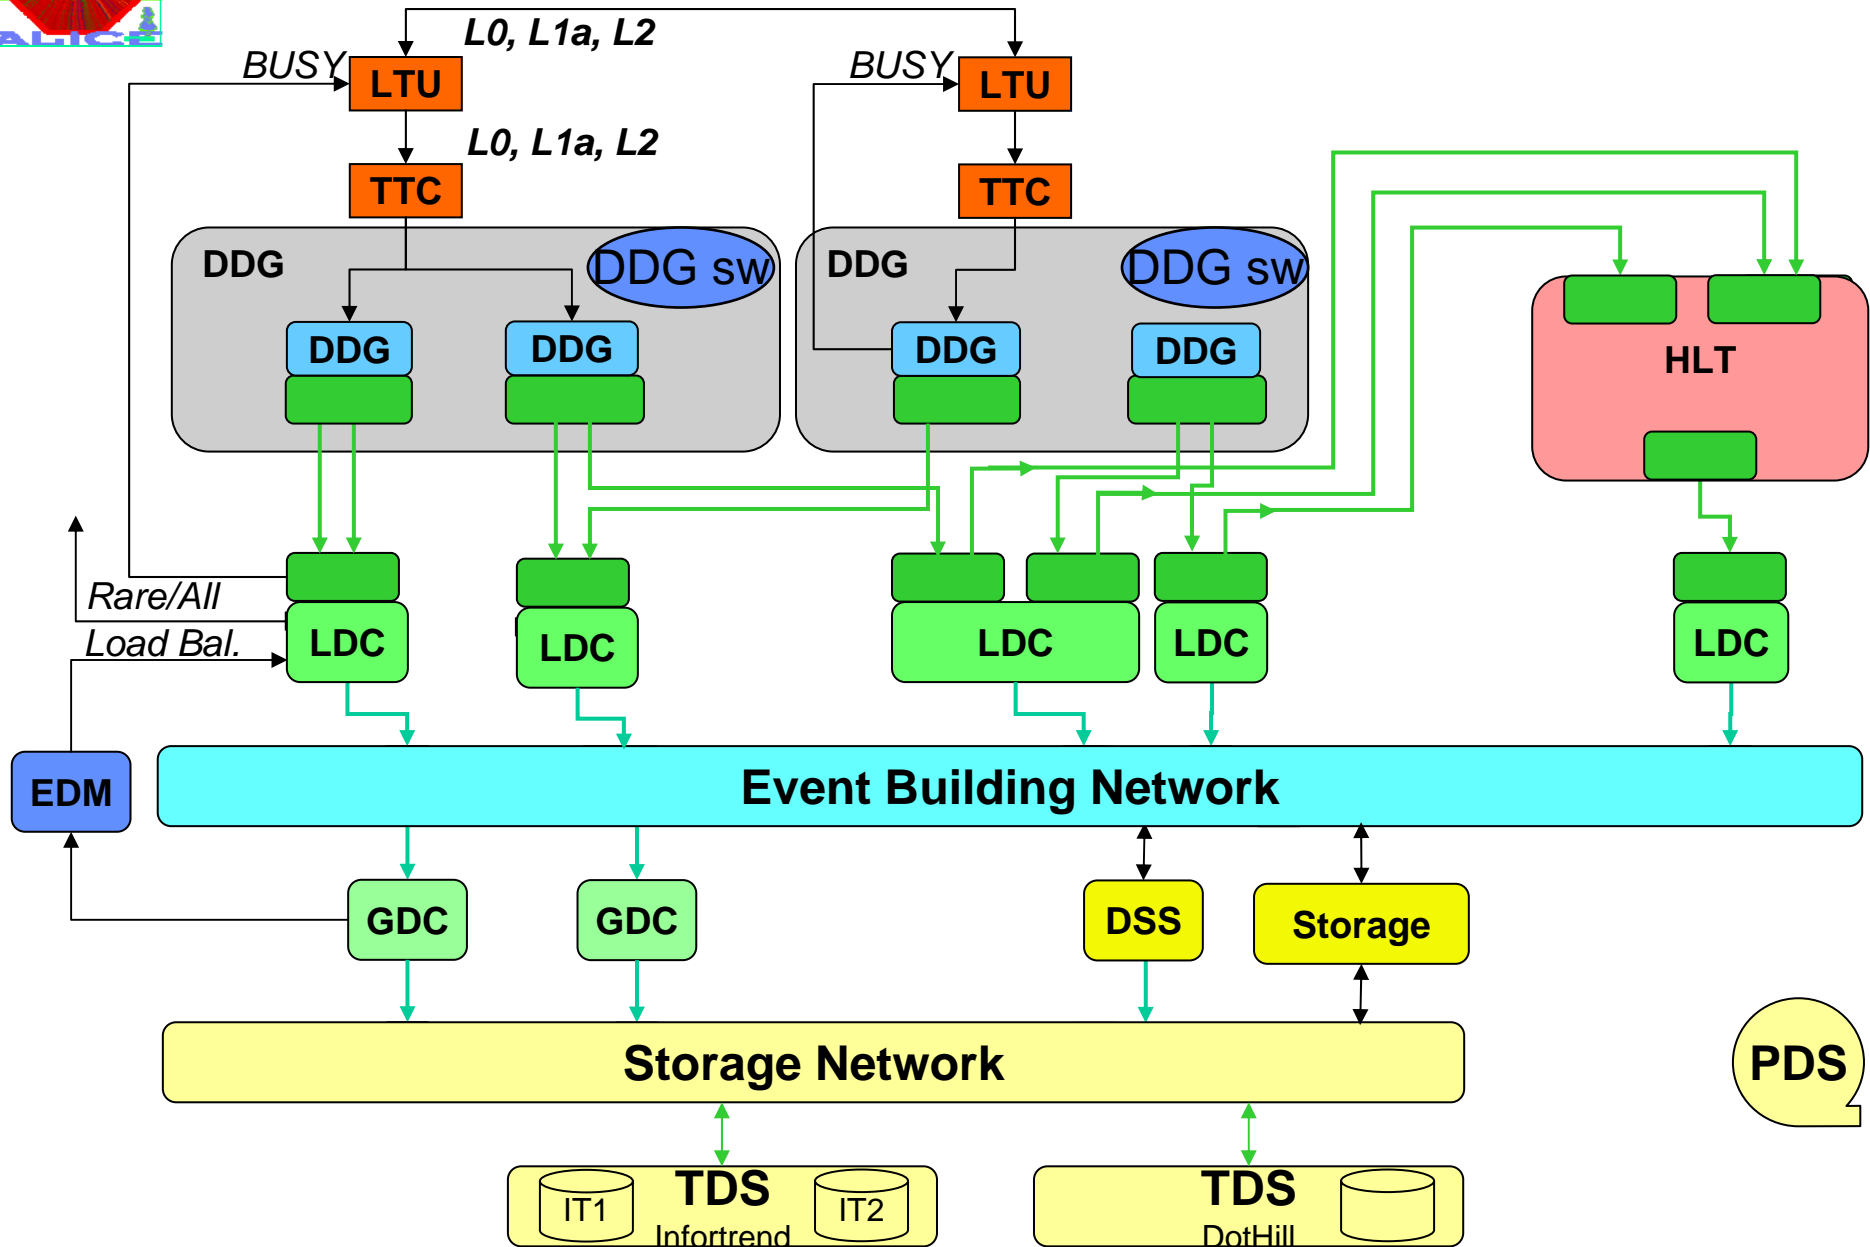 ALICE
L0, L1a, L2
BUSY
LTU
BUSY
LTU
L0, L1a, L2
TTC
TTC
DDG
DDG sw
DDG
DDG sw
DDG
DDG
DDG
DDG
HLT
Rare/All
Load Bal.
LDC
LDC
LDC
LDC
LDC
EDM
Event Building Network
GDC
GDC
DSS
Storage
Storage Network
PDS
IT1
TDS
Infortrend
IT2
TDS
DotHill